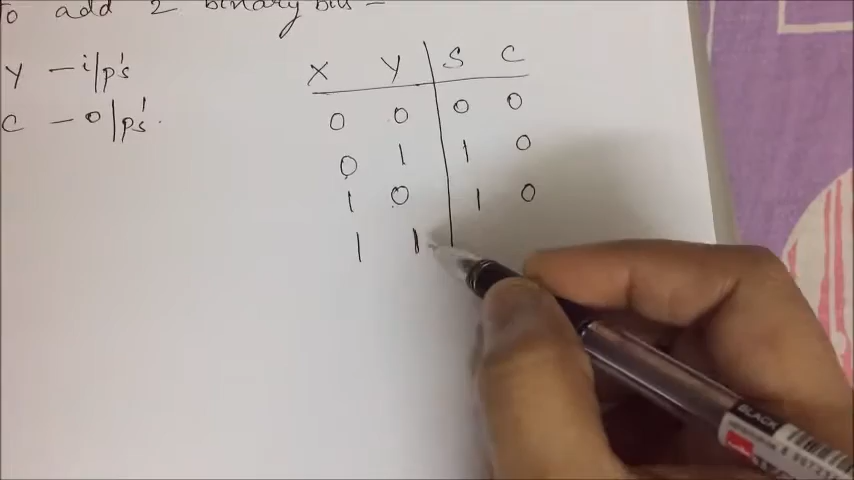 To add 2 binary bits -
Y - i/p's
C - o/p's.
X Y S C
0 0 0 0
0 1 1 0
1 0 1 0
1 1
BLACK